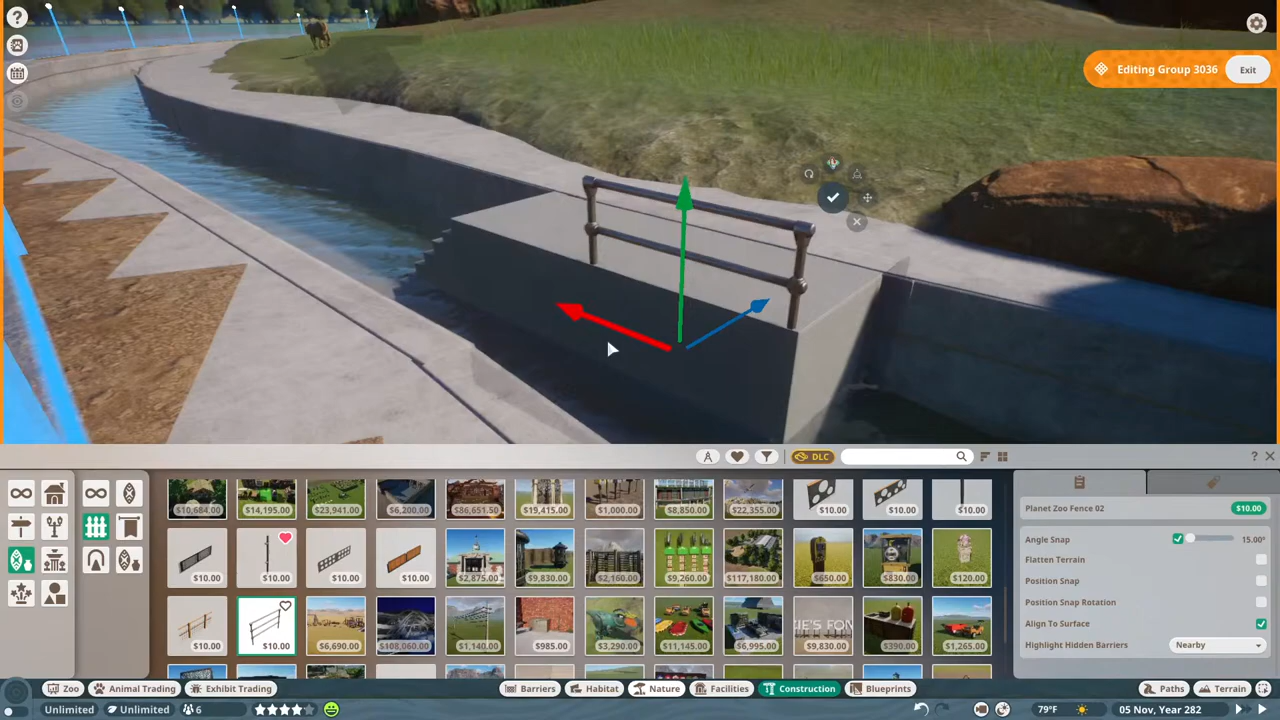 ?
Editing Group 3036
Exit
DLC
?
$10,684.00
$14,195.00
$23,941.00
$6,200.00
$86,651.50
$19,415.00
$1,000.00
$8,850.00
$22,355.00
$10.00
$10.00
$10.00
$10.00
$10.00
$10.00
$10.00
$2,875.00
$9,830.00
$2,160.00
$9,260.00
$117,180.00
$650.00
$830.00
$120.00
$10.00
$10.00
$6,690.00
$108,060.00
$1,140.00
$985.00
$3,290.00
$11,145.00
$6,995.00
$9,830.00
$390.00
$1,265.00
Planet Zoo Fence 02
$10.00
Angle Snap
15.00°
Flatten Terrain
Position Snap
Position Snap Rotation
Align To Surface
Highlight Hidden Barriers
Nearby
Zoo
Animal Trading
Exhibit Trading
Barriers
Habitat
Nature
Facilities
Construction
Blueprints
Paths
Terrain
Unlimited
Unlimited
6
79°F
05 Nov, Year 282